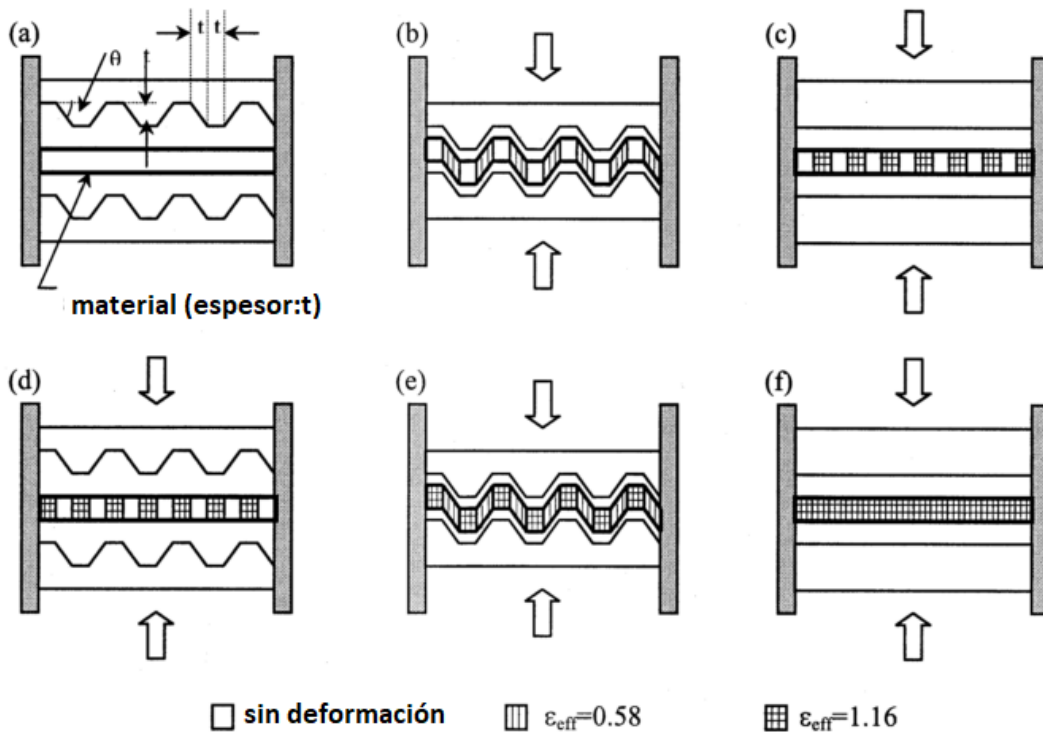 (a)
θ
t
t
t
(b)
(c)
material (espesor:t)
(d)
(e)
(f)
sin deformación
ε_eff=0.58
ε_eff=1.16